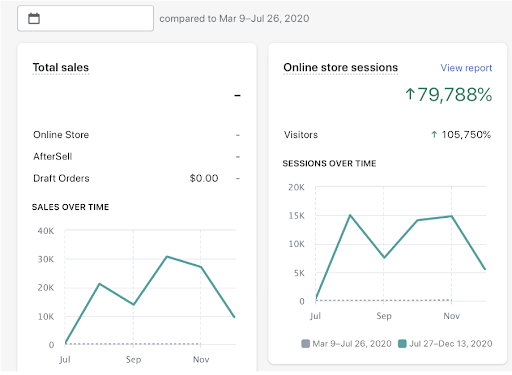 compared to Mar 9–Jul 26, 2020
Total sales
-
Online Store -
AfterSell -
Draft Orders $0.00 -
SALES OVER TIME
40K
30K
20K
10K
0
Jul Sep Nov
Online store sessions View report
↑79,788%
Visitors ↑ 105,750%
SESSIONS OVER TIME
20K
15K
10K
5K
0
Jul Sep Nov
Mar 9–Jul 26, 2020 Jul 27–Dec 13, 2020